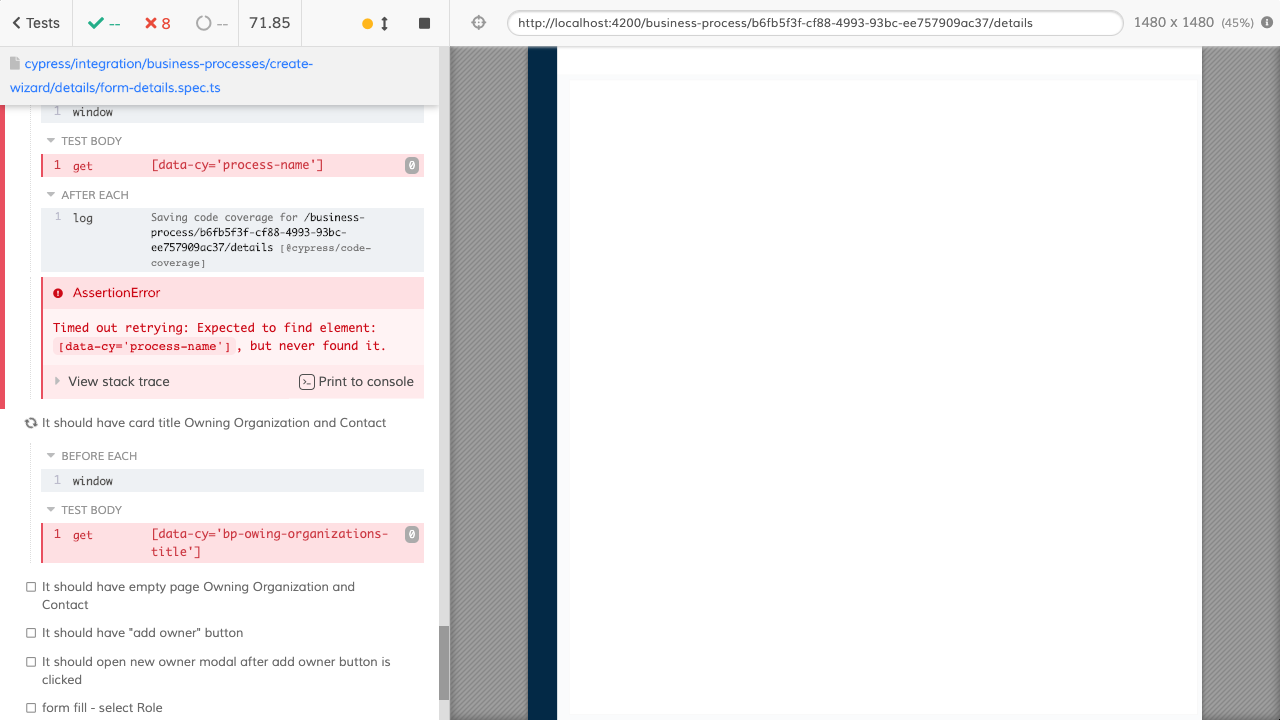 Tests
--
8
--
71.85
http://localhost:4200/business-process/b6fb5f3f-cf88-4993-93bc-ee757909ac37/details
1480 x 1480 (45%)
cypress/integration/business-processes/create-
wizard/details/form-details.spec.ts
1 window
TEST BODY
1 get [data-cy='process-name'] 0
AFTER EACH
1 log Saving code coverage for /business-
process/b6fb5f3f-cf88-4993-93bc-
ee757909ac37/details [@cypress/code-
coverage]
AssertionError
Timed out retrying: Expected to find element:
[data-cy='process-name'], but never found it.
View stack trace
Print to console
It should have card title Owning Organization and Contact
BEFORE EACH
1 window
TEST BODY
1 get [data-cy='bp-owing-organizations- 0
title']
It should have empty page Owning Organization and
Contact
It should have "add owner" button
It should open new owner modal after add owner button is
clicked
form fill - select Role